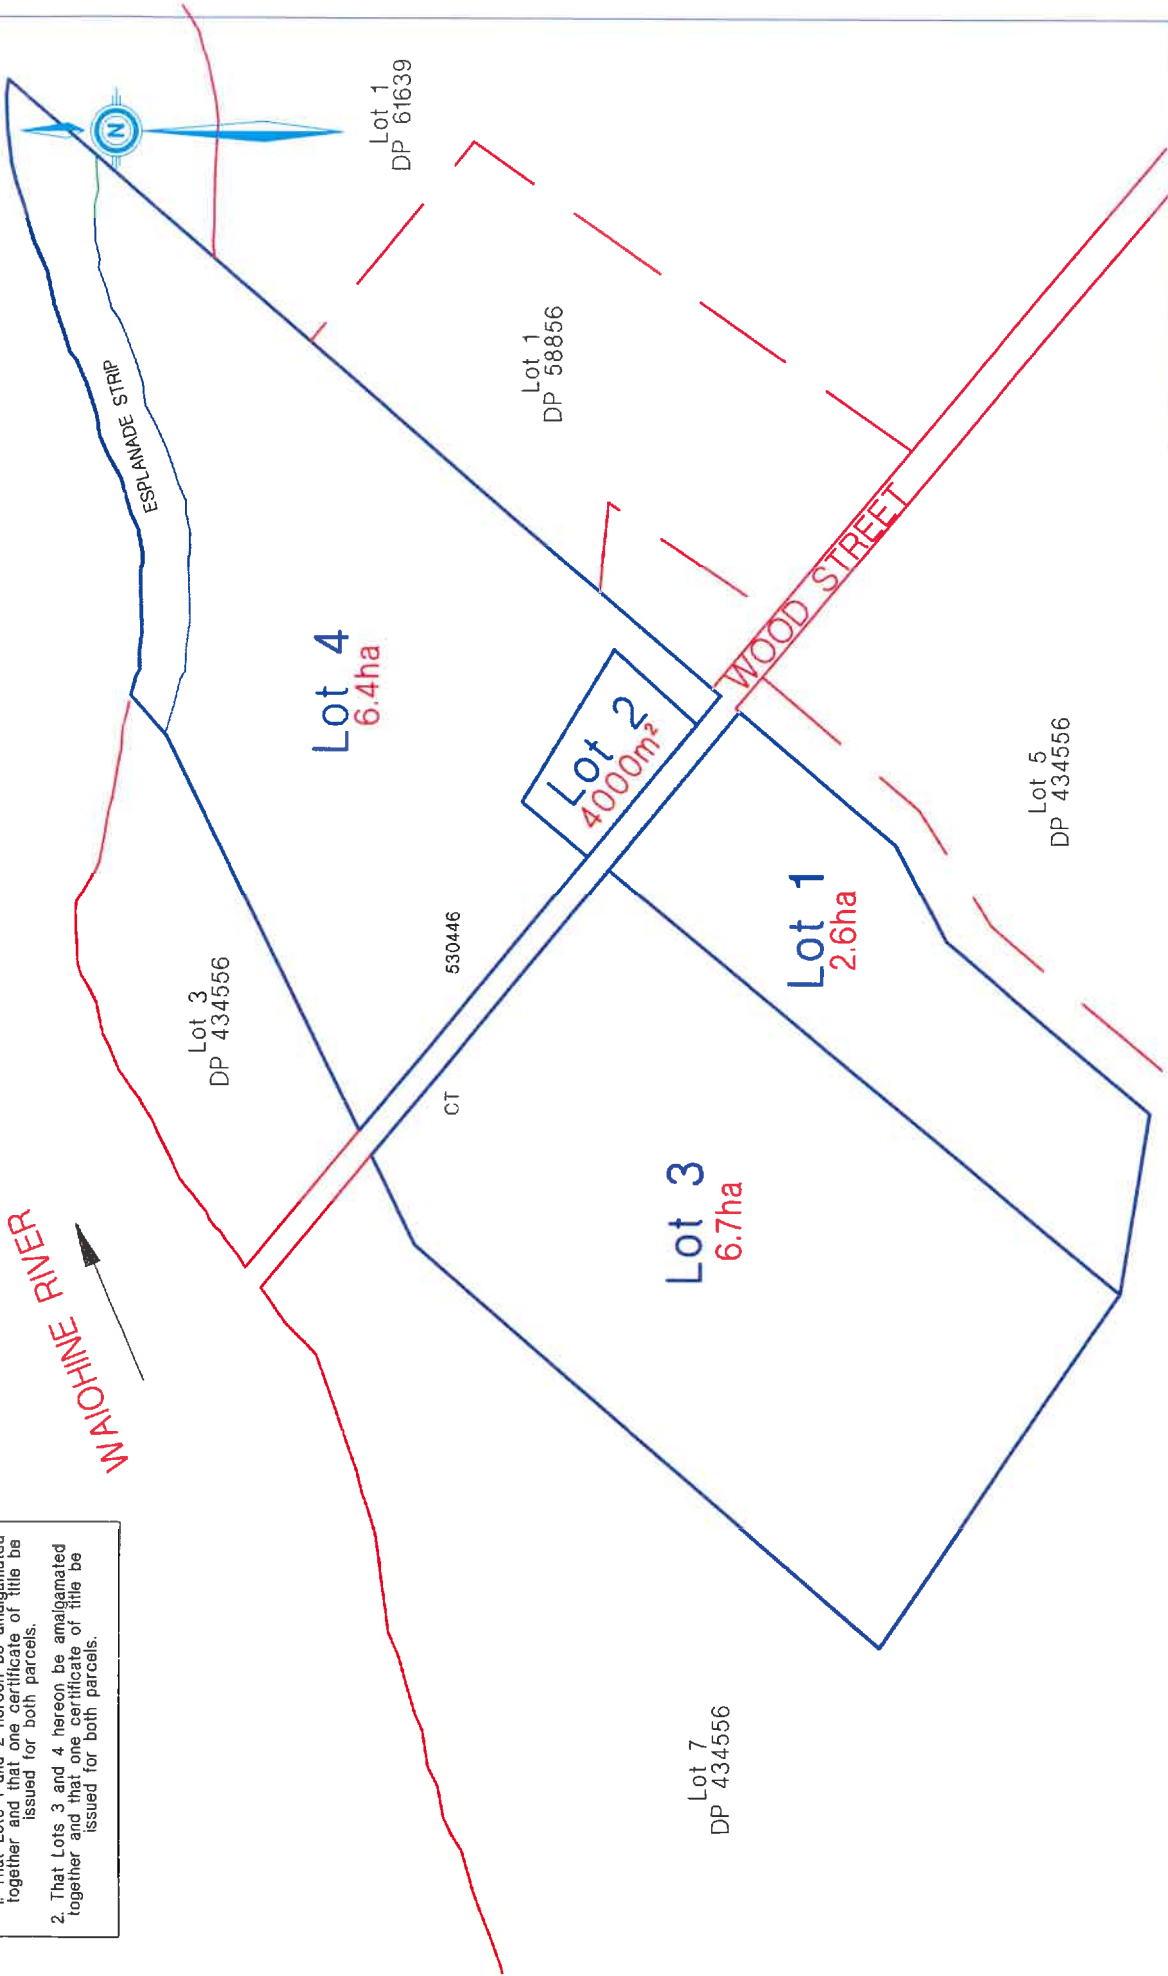 together and that one certificate of title be
issued for both parcels.
2. That Lots 3 and 4 hereon be amalgamated
together and that one certificate of title be
issued for both parcels.
WAIOHINE RIVER
Lot 3
DP 434556
ESPLANADE STRIP
N
Lot 1
DP 61639
Lot 4
6.4ha
CT 530446
Lot 1
DP 58856
Lot 2
4000m²
WOOD STREET
Lot 3
6.7ha
Lot 1
2.6ha
Lot 7
DP 434556
Lot 5
DP 434556